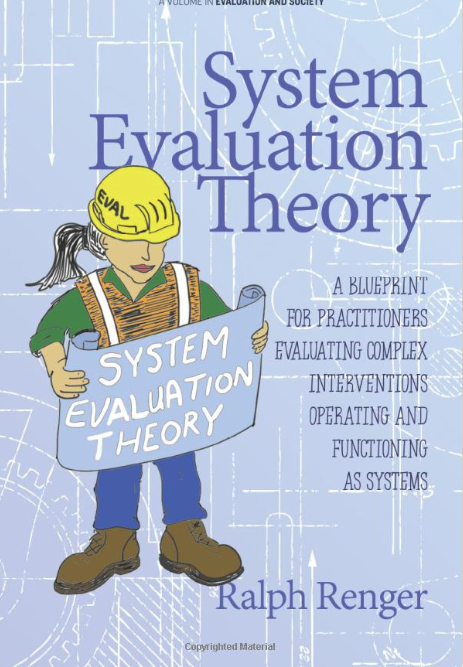 A VOLUME IN EVALUATION AND SOCIETY
System
Evaluation
Theory
EVAL
A BLUEPRINT
FOR PRACTITIONERS
EVALUATING COMPLEX
INTERVENTIONS
OPERATING AND
FUNCTIONING
AS SYSTEMS
SYSTEM
EVALUATION
THEORY
Ralph Renger
Copyrighted Material